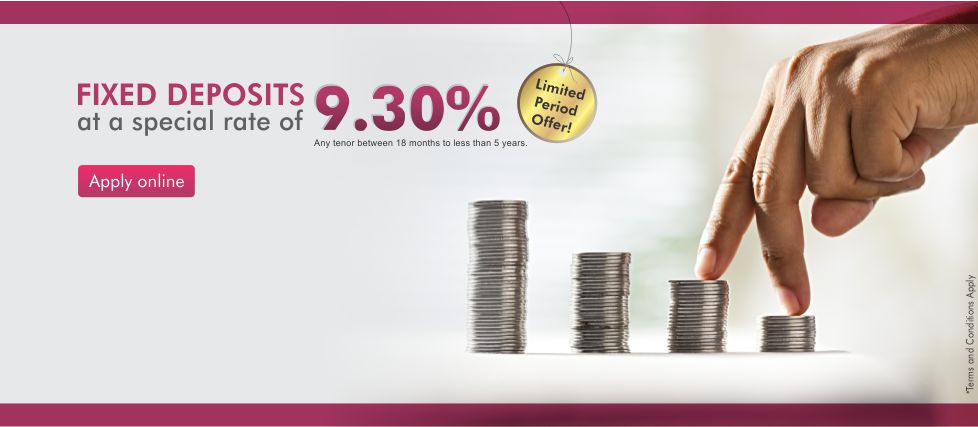 FIXED DEPOSITS
at a special rate of
9.30%
Any tenor between 18 months to less than 5 years.
Limited
Period
Offer!
Apply online
*Terms and Conditions Apply